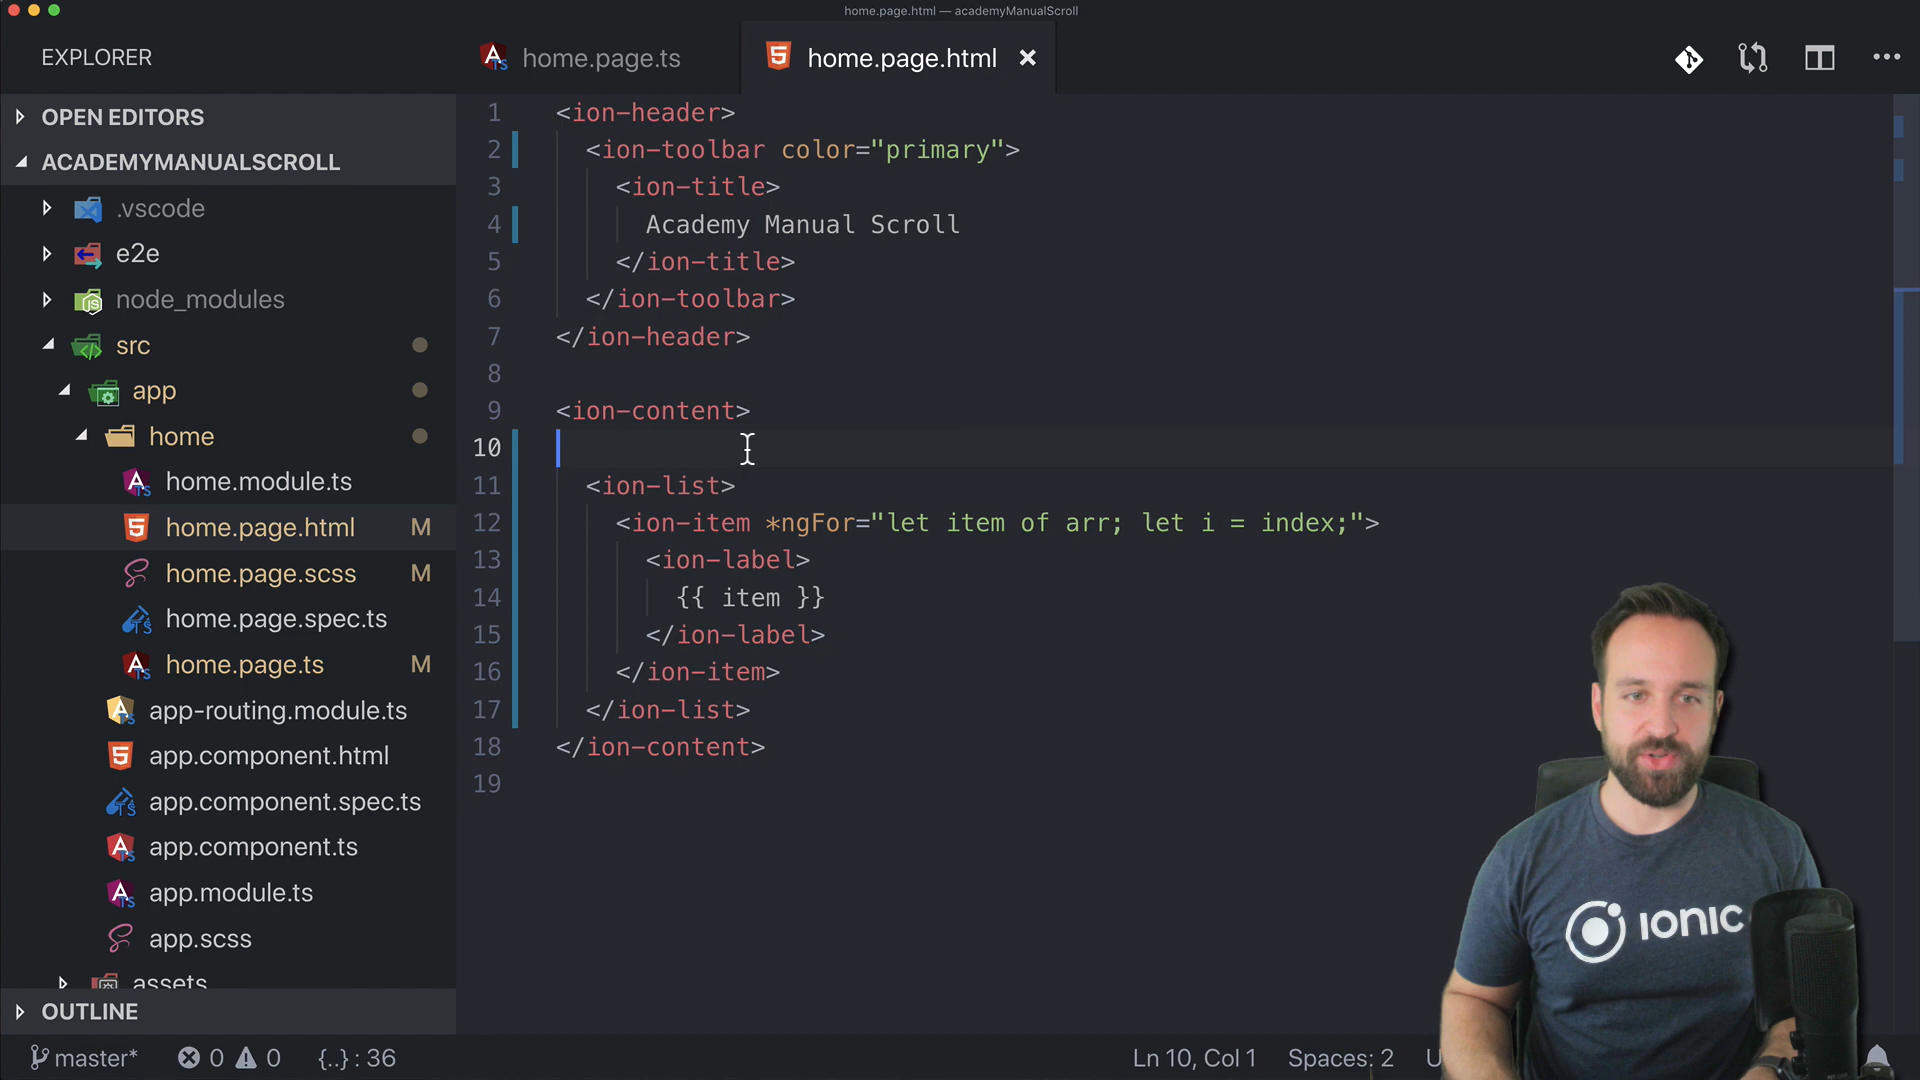 home.page.html — academyManualScroll
EXPLORER
home.page.ts
home.page.html
OPEN EDITORS
ACADEMYMANUALSCROLL
.vscode
e2e
node_modules
src
app
home
home.module.ts
home.page.html M
home.page.scss M
home.page.spec.ts
home.page.ts M
app-routing.module.ts
app.component.html
app.component.spec.ts
app.component.ts
app.module.ts
app.scss
assets
OUTLINE
1 <ion-header>
2 <ion-toolbar color="primary">
3 <ion-title>
4 Academy Manual Scroll
5 </ion-title>
6 </ion-toolbar>
7 </ion-header>
8
9 <ion-content>
10
11 <ion-list>
12 <ion-item *ngFor="let item of arr; let i = index;">
13 <ion-label>
14 {{ item }}
15 </ion-label>
16 </ion-item>
17 </ion-list>
18 </ion-content>
19
IONIC
master* 0 0 {..} : 36 Ln 10, Col 1 Spaces: 2 U